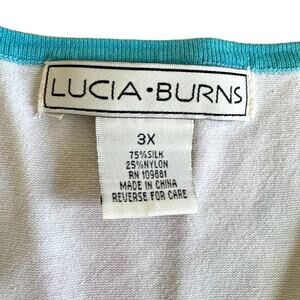 LUCIA•BURNS
3X
75%SILK
25%NYLON
RN 109881
MADE IN CHINA
REVERSE FOR CARE